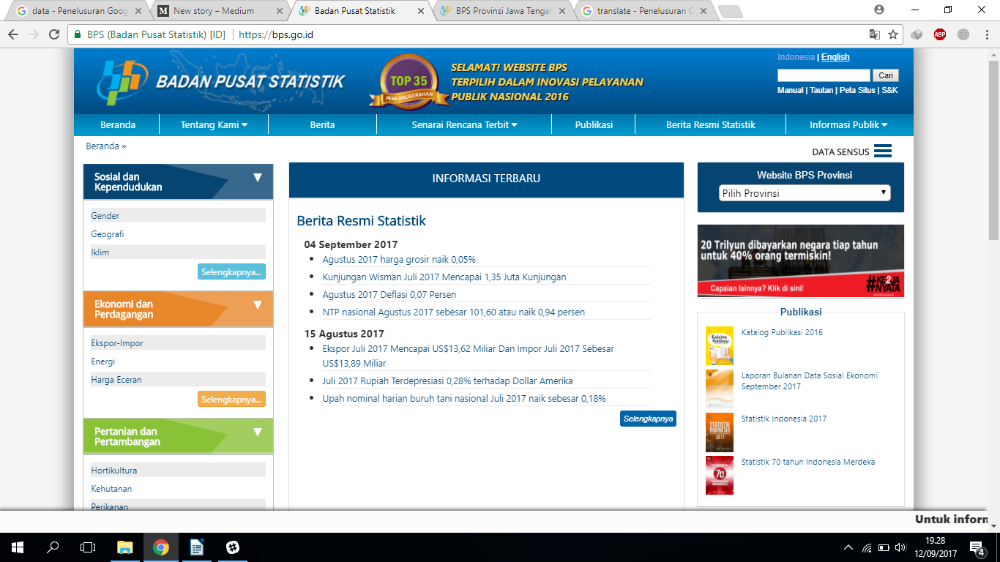 data - Penelusuran Goog
New story – Medium
Badan Pusat Statistik
BPS Provinsi Jawa Tengah
translate - Penelusuran G
BPS (Badan Pusat Statistik) [ID]
https://bps.go.id
ABP
BADAN PUSAT STATISTIK
TOP 35
PENGANUGERAHAN
SELAMAT! WEBSITE BPS
TERPILIH DALAM INOVASI PELAYANAN
PUBLIK NASIONAL 2016
Indonesia | English
Cari
Manual | Tautan | Peta Situs | S&K
Beranda
Tentang Kami
Berita
Senarai Rencana Terbit
Publikasi
Berita Resmi Statistik
Informasi Publik
Beranda »
DATA SENSUS
Sosial dan
Kependudukan
Gender
Geografi
Iklim
Selengkapnya...
Ekonomi dan
Perdagangan
Ekspor-Impor
Energi
Harga Eceran
Selengkapnya...
Pertanian dan
Pertambangan
Hortikultura
Kehutanan
Perikanan
INFORMASI TERBARU
Berita Resmi Statistik
04 September 2017
Agustus 2017 harga grosir naik 0,05%
Kunjungan Wisman Juli 2017 Mencapai 1,35 Juta Kunjungan
Agustus 2017 Deflasi 0,07 Persen
NTP nasional Agustus 2017 sebesar 101,60 atau naik 0,94 persen
15 Agustus 2017
Ekspor Juli 2017 Mencapai US$13,62 Miliar Dan Impor Juli 2017 Sebesar
US$13,89 Miliar
Juli 2017 Rupiah Terdepresiasi 0,28% terhadap Dollar Amerika
Upah nominal harian buruh tani nasional Juli 2017 naik sebesar 0,18%
Selengkapnya
Website BPS Provinsi
Pilih Provinsi
20 Trilyun dibayarkan negara tiap tahun
untuk 40% orang termiskin!
Capaian lainnya? Klik di sini!
#KE2JA
NYATA
Publikasi
Katalog Publikasi 2016
Laporan Bulanan Data Sosial Ekonomi
September 2017
STATISTIK
INDONESIA
2017
Statistik Indonesia 2017
70
Statistik 70 tahun Indonesia Merdeka
Untuk inforn
19.28
12/09/2017
4